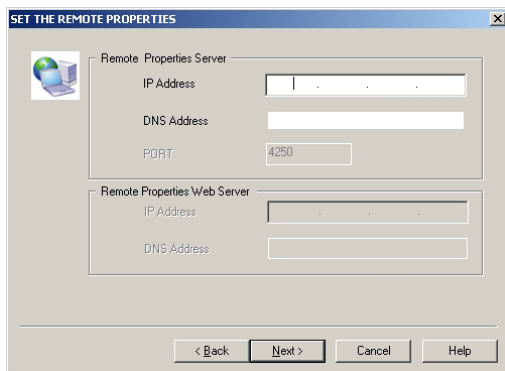 SET THE REMOTE PROPERTIES
Remote Properties Server
IP Address
. . .
DNS Address
PORT
4250
Remote Properties Web Server
IP Address
. . .
DNS Address
< Back
Next >
Cancel
Help